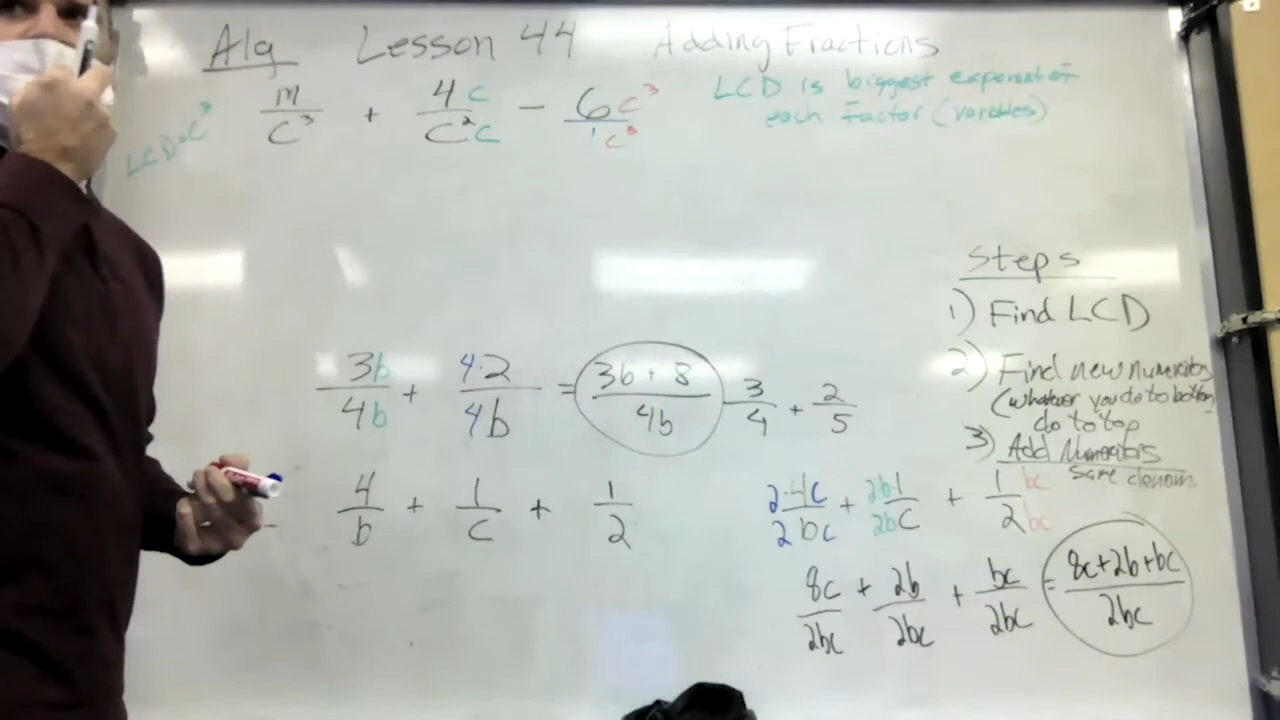 Alg Lesson 44 Adding Fractions
LCD is biggest exponent of
each Factor (variables)
LCD=c³
m/c³ + 4c/c²c − 6c³/1c³
Steps
1) Find LCD
2) Find new numerators
(whatever you do to bottom
do to top
3) Add Numeritors
same denom.
3b/4b + 4·2/4b = (3b + 8)/4b
3/4 + 2/5
4/b + 1/c + 1/2
2·4c/2bc + 2b·1/2bc + 1bc/2bc
8c/2bc + 2b/2bc + bc/2bc = (8c+2b+bc)/2bc